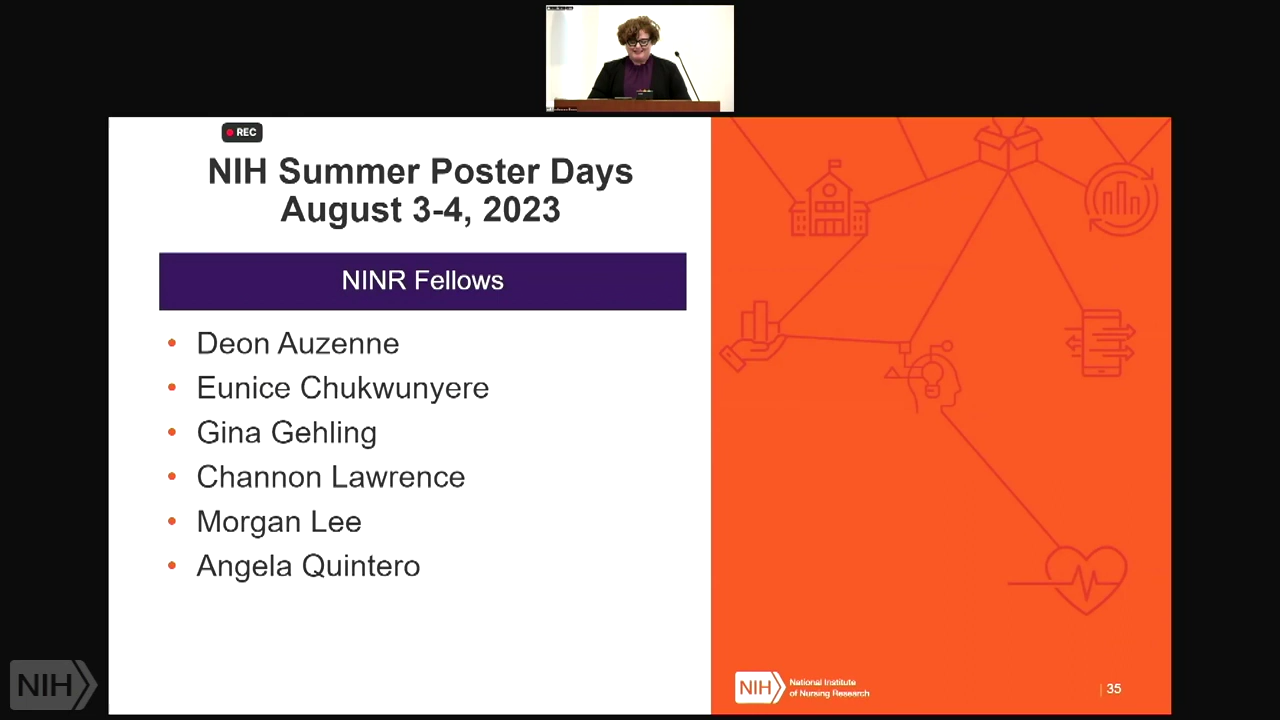 REC
NIH Summer Poster Days
August 3-4, 2023
NINR Fellows
• Deon Auzenne
• Eunice Chukwunyere
• Gina Gehling
• Channon Lawrence
• Morgan Lee
• Angela Quintero
NIH
NIH
National Institute
of Nursing Research
35